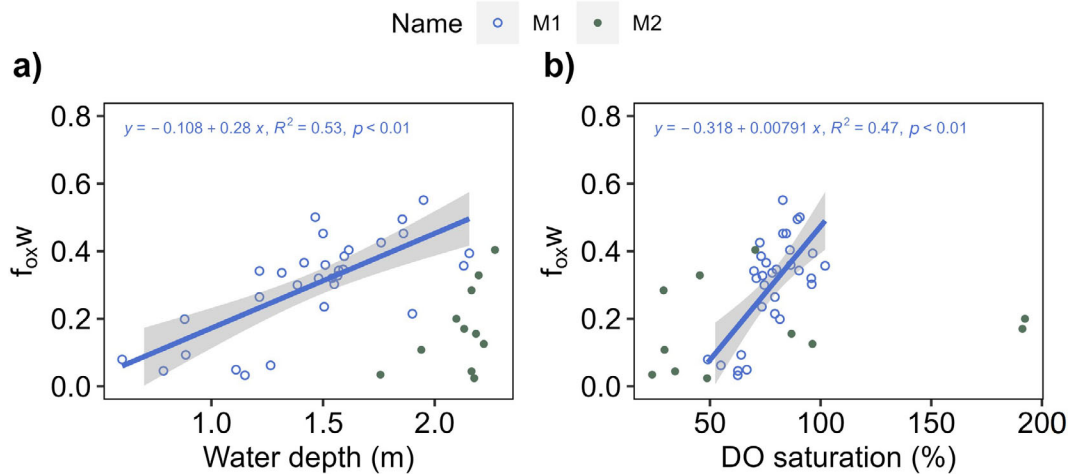 Name M1 M2
a)
y = − 0.108 + 0.28 x, R² = 0.53, p < 0.01
0.8
0.6
0.4
0.2
0.0
fₒₓw
1.0 1.5 2.0
Water depth (m)
b)
y = − 0.318 + 0.00791 x, R² = 0.47, p < 0.01
0.8
0.6
0.4
0.2
0.0
fₒₓw
50 100 150 200
DO saturation (%)